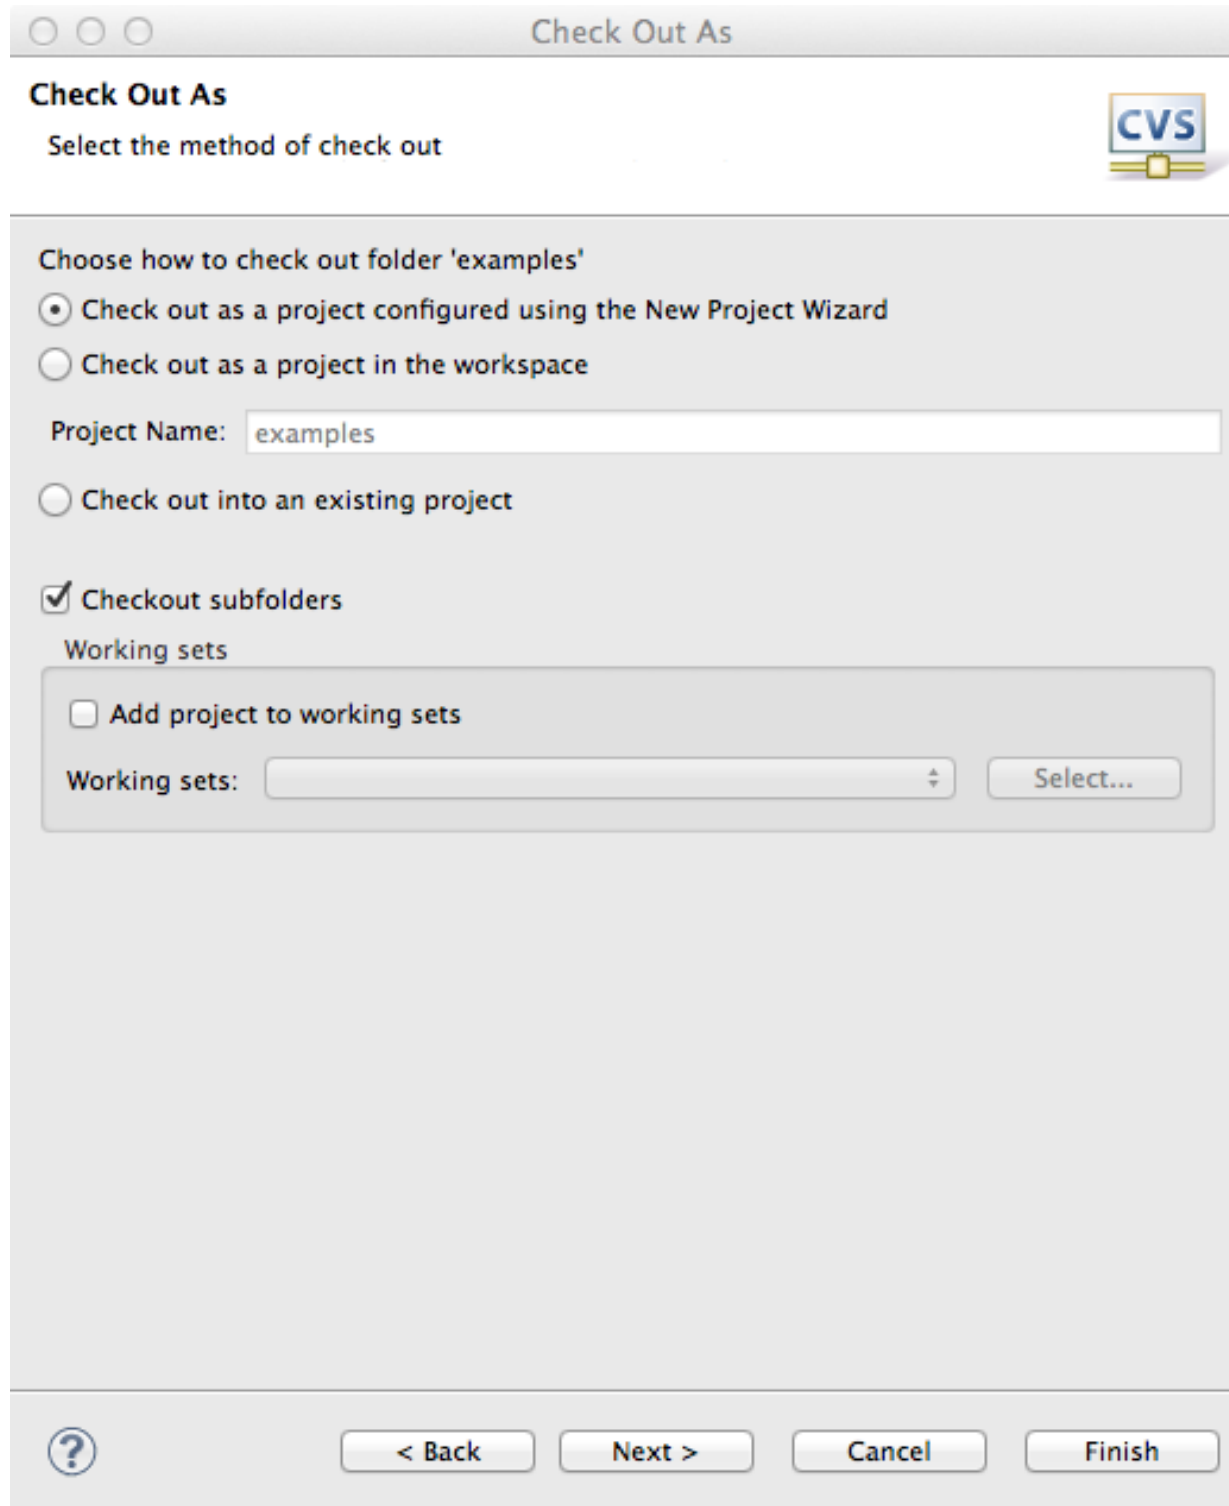 Check Out As
Check Out As
Select the method of check out
CVS
Choose how to check out folder 'examples'
Check out as a project configured using the New Project Wizard
Check out as a project in the workspace
Project Name: examples
Check out into an existing project
Checkout subfolders
Working sets
Add project to working sets
Working sets: Select...
? < Back Next > Cancel Finish